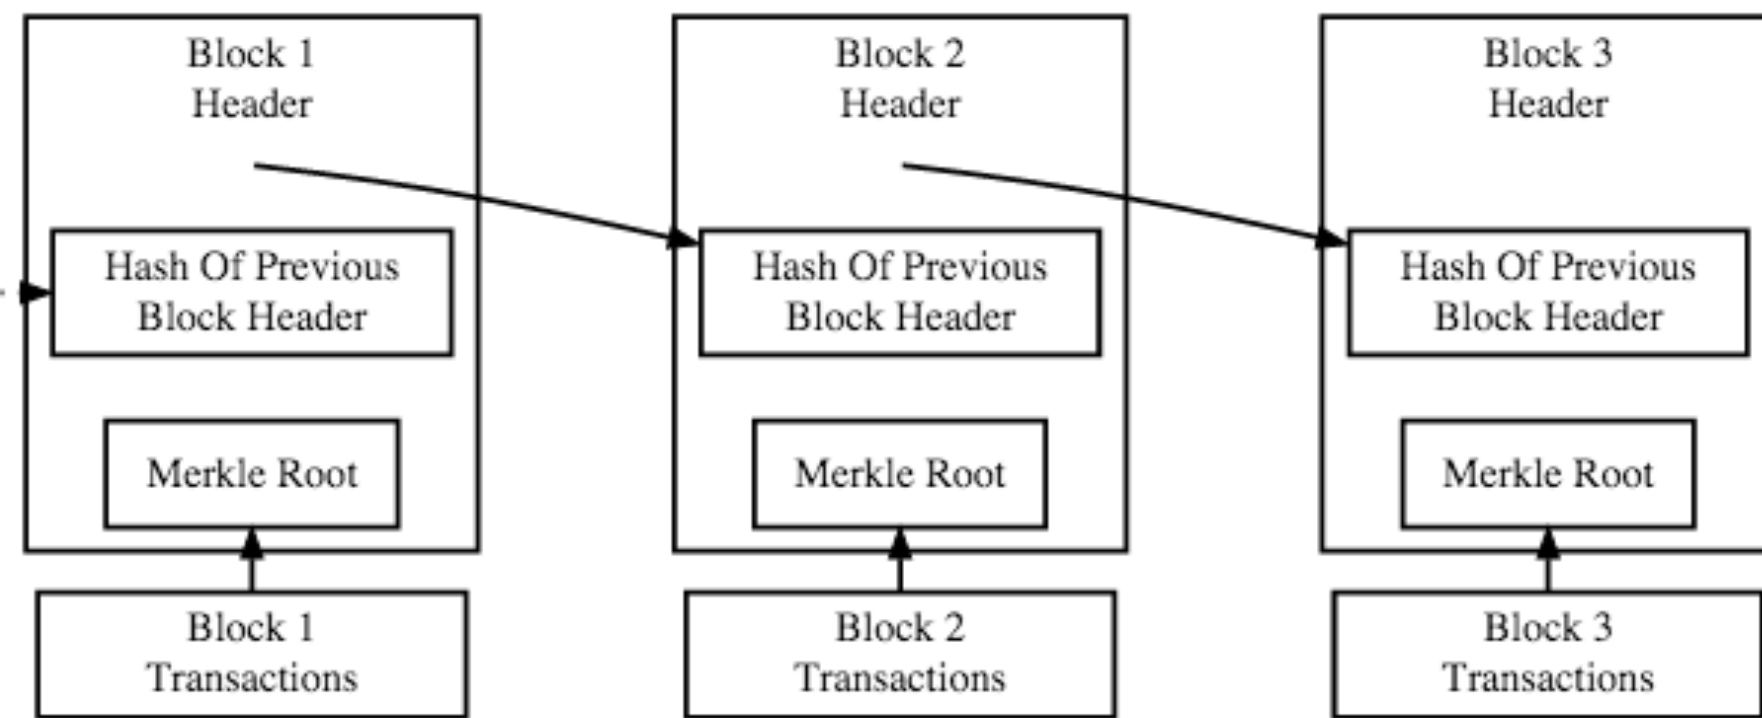 Block 1
Header
Hash Of Previous
Block Header
Merkle Root
Block 1
Transactions
Block 2
Header
Hash Of Previous
Block Header
Merkle Root
Block 2
Transactions
Block 3
Header
Hash Of Previous
Block Header
Merkle Root
Block 3
Transactions